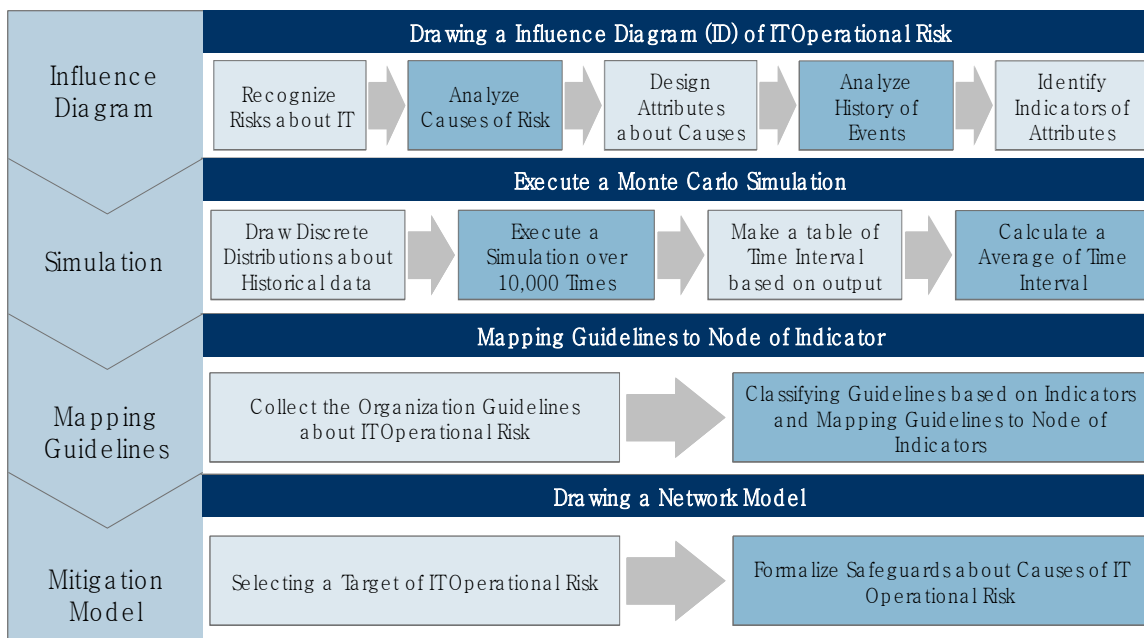 Drawing a Influence Diagram (ID) of IT Operational Risk
Influence
Diagram
Recognize
Risks about IT
Analyze
Causes of Risk
Design
Attributes
about Causes
Analyze
History of
Events
Identify
Indicators of
Attributes
Execute a Monte Carlo Simulation
Simulation
Draw Discrete
Distributions about
Historical data
Execute a
Simulation over
10,000 Times
Make a table of
Time Interval
based on output
Calculate a
Average of Time
Interval
Mapping Guidelines to Node of Indicator
Mapping
Guidelines
Collect the Organization Guidelines
about IT Operational Risk
Classifying Guidelines based on Indicators
and Mapping Guidelines to Node of
Indicators
Drawing a Network Model
Mitigation
Model
Selecting a Target of IT Operational Risk
Formalize Safeguards about Causes of IT
Operational Risk